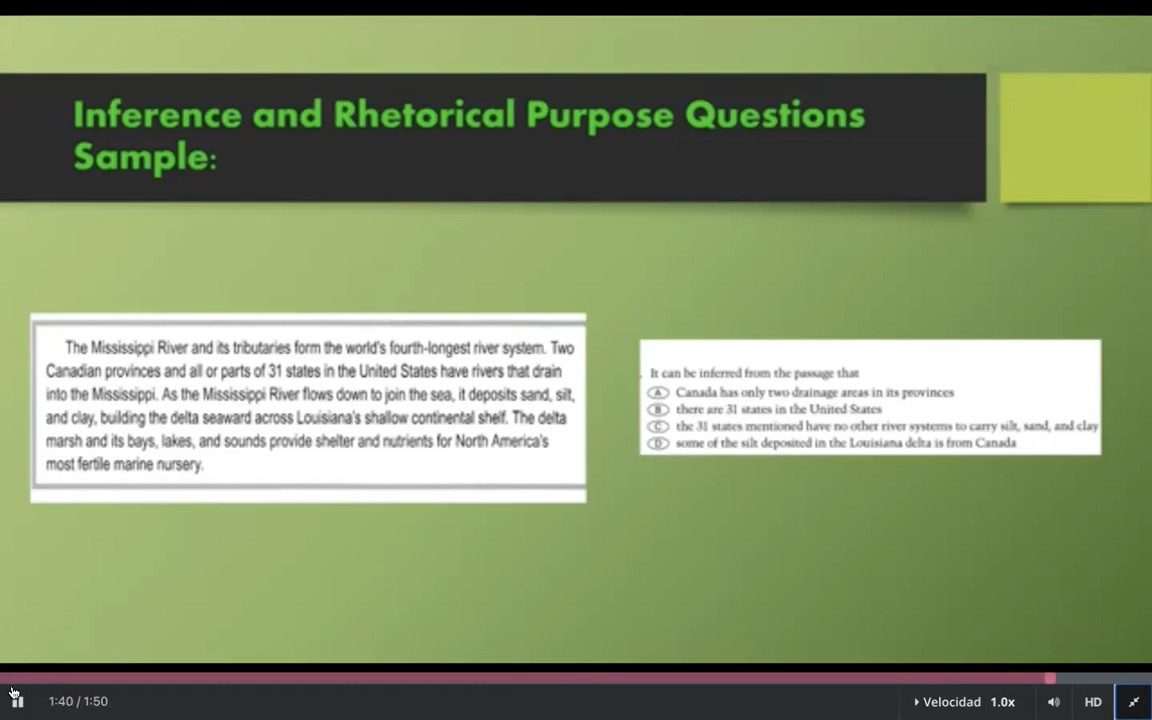 Inference and Rhetorical Purpose Questions
Sample:
The Mississippi River and its tributaries form the world's fourth-longest river system. Two
Canadian provinces and all or parts of 31 states in the United States have rivers that drain
into the Mississippi. As the Mississippi River flows down to join the sea, it deposits sand, silt,
and clay, building the delta seaward across Louisiana's shallow continental shelf. The delta
marsh and its bays, lakes, and sounds provide shelter and nutrients for North America's
most fertile marine nursery.
It can be inferred from the passage that
A Canada has only two drainage areas in its provinces
B there are 31 states in the United States
C the 31 states mentioned have no other river systems to carry silt, sand, and clay
D some of the silt deposited in the Louisiana delta is from Canada
1:40 / 1:50
Velocidad 1.0x
HD